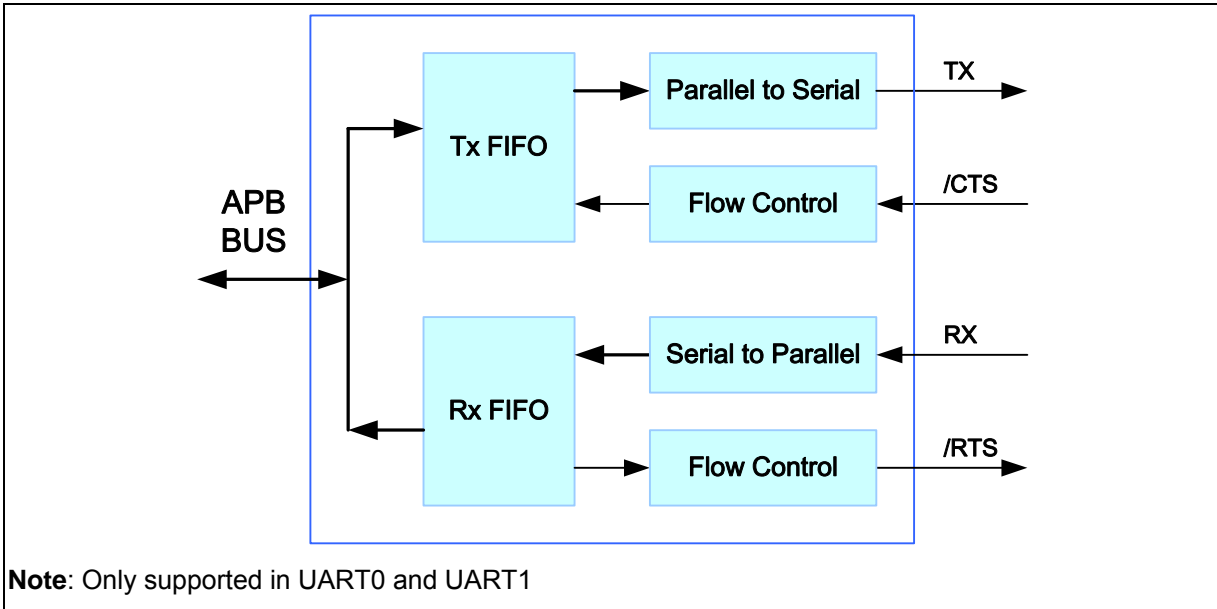 Parallel to Serial
TX
Tx FIFO
Flow Control
/CTS
APB
BUS
Serial to Parallel
RX
Rx FIFO
Flow Control
/RTS
Note: Only supported in UART0 and UART1